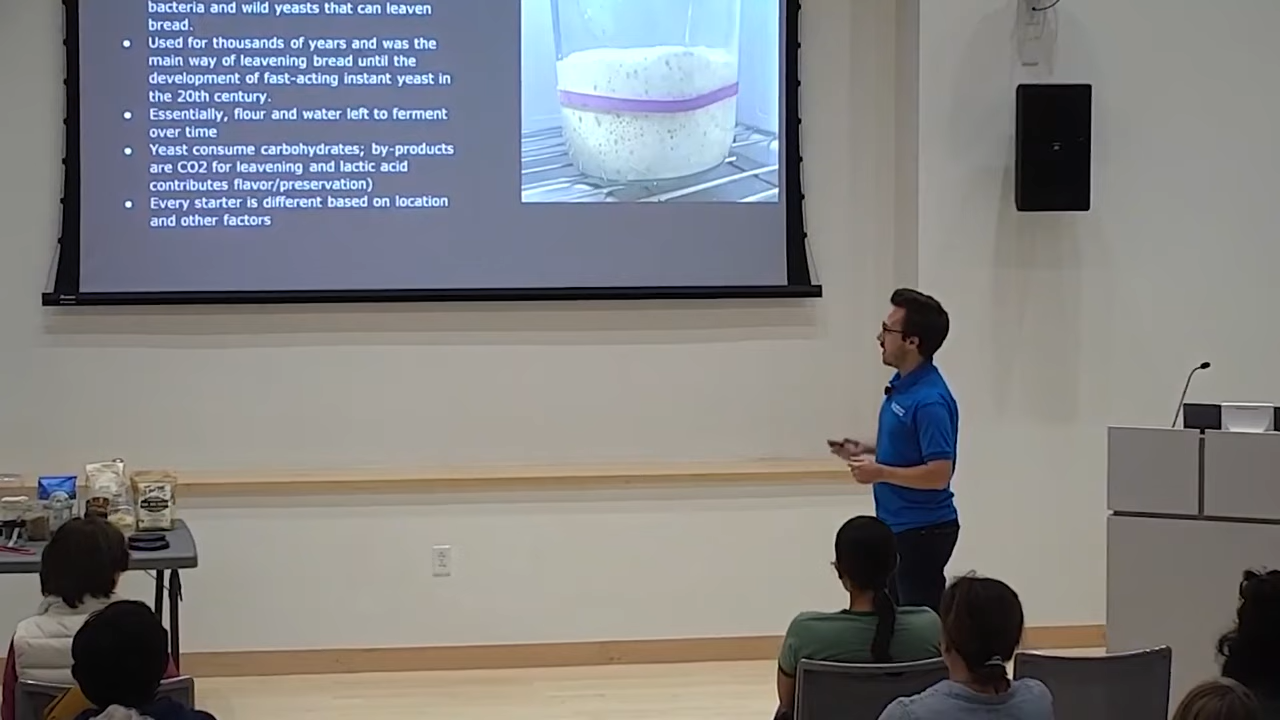 bacteria and wild yeasts that can leaven
bread.
• Used for thousands of years and was the
main way of leavening bread until the
development of fast-acting instant yeast in
the 20th century.
• Essentially, flour and water left to ferment
over time
• Yeast consume carbohydrates; by-products
are CO2 for leavening and lactic acid
contributes flavor/preservation)
• Every starter is different based on location
and other factors